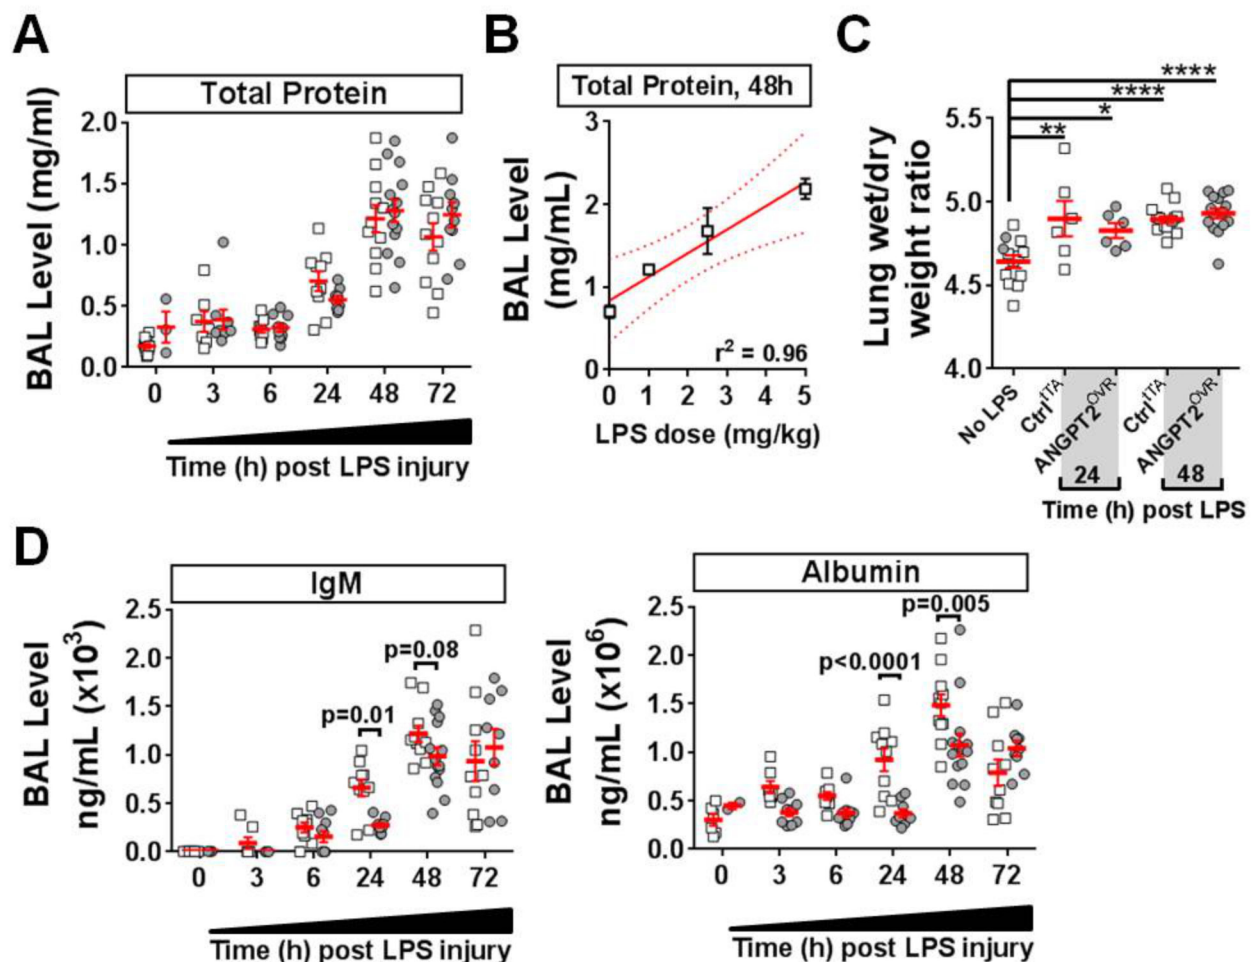 A
Total Protein
BAL Level (mg/ml)
2.0
1.5
1.0
0.5
0.0
0 3 6 24 48 72
Time (h) post LPS injury
B
Total Protein, 48h
BAL Level
(mg/mL)
3
2
1
0
r² = 0.96
0 1 2 3 4 5
LPS dose (mg/kg)
C
Lung wet/dry
weight ratio
5.5
5.0
4.5
4.0
****
****
*
**
No LPS
Ctrl^tTA
ANGPT2^OVR
Ctrl^tTA
ANGPT2^OVR
24 48
Time (h) post LPS
D
IgM
BAL Level
ng/mL (x10³)
2.5
2.0
1.5
1.0
0.5
0.0
p=0.01
p=0.08
0 3 6 24 48 72
Time (h) post LPS injury
Albumin
BAL Level
ng/mL (x10⁶)
2.5
2.0
1.5
1.0
0.5
0.0
p<0.0001
p=0.005
0 3 6 24 48 72
Time (h) post LPS injury